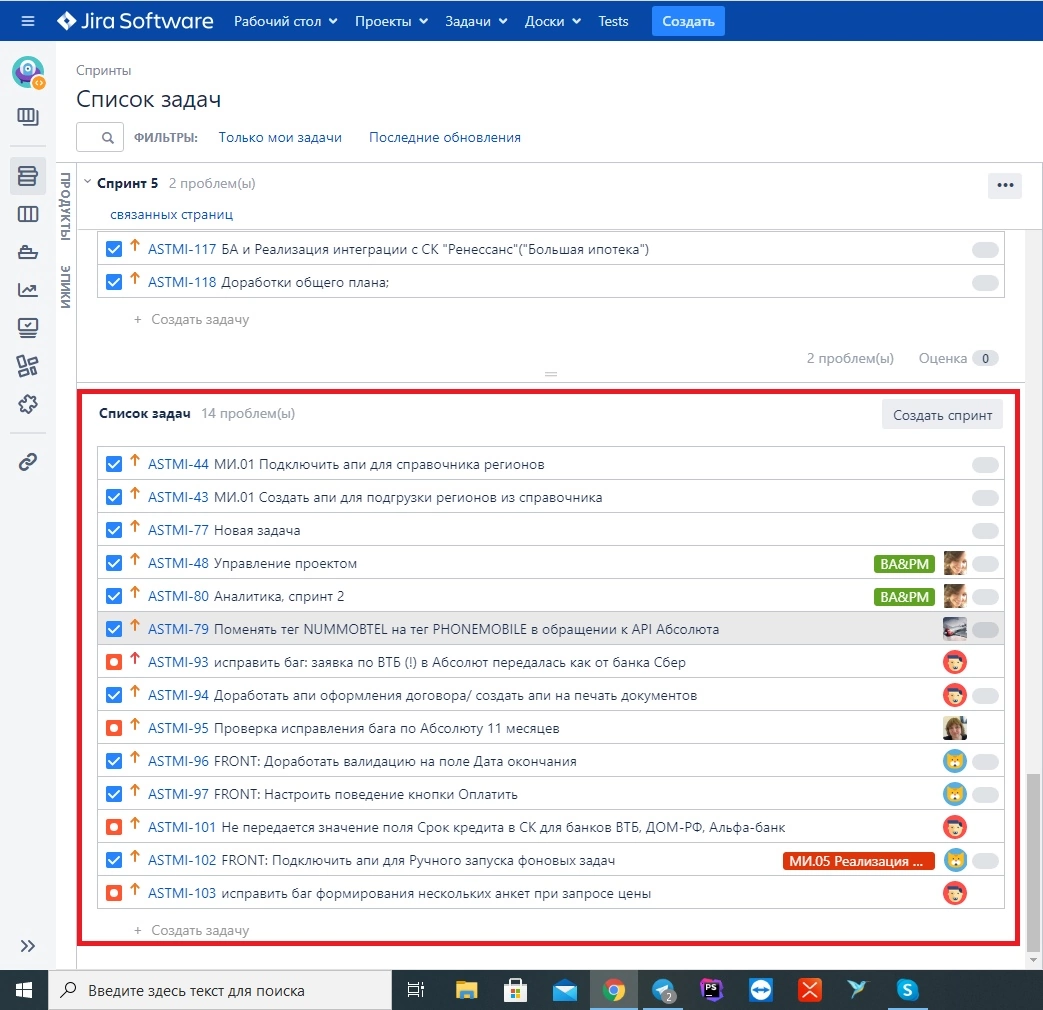 Jira Software Рабочий стол Проекты Задачи Доски Tests Создать
Спринты
Список задач
ФИЛЬТРЫ: Только мои задачи Последние обновления
ПРОДУКТЫ
ЭПИКИ
Спринт 5 2 проблем(ы)
связанных страниц
ASTMI-117 БА и Реализация интеграции с СК "Ренессанс"("Большая ипотека")
ASTMI-118 Доработки общего плана;
+ Создать задачу
2 проблем(ы) Оценка 0
Список задач 14 проблем(ы) Создать спринт
ASTMI-44 МИ.01 Подключить апи для справочника регионов
ASTMI-43 МИ.01 Создать апи для подгрузки регионов из справочника
ASTMI-77 Новая задача
ASTMI-48 Управление проектом BA&PM
ASTMI-80 Аналитика, спринт 2 BA&PM
ASTMI-79 Поменять тег NUMMOBTEL на тег PHONEMOBILE в обращении к API Абсолюта
ASTMI-93 исправить баг: заявка по ВТБ (!) в Абсолют передалась как от банка Сбер
ASTMI-94 Доработать апи оформления договора/ создать апи на печать документов
ASTMI-95 Проверка исправления бага по Абсолюту 11 месяцев
ASTMI-96 FRONT: Доработать валидацию на поле Дата окончания
ASTMI-97 FRONT: Настроить поведение кнопки Оплатить
ASTMI-101 Не передается значение поля Срок кредита в СК для банков ВТБ, ДОМ-РФ, Альфа-банк
ASTMI-102 FRONT: Подключить апи для Ручного запуска фоновых задач МИ.05 Реализация ...
ASTMI-103 исправить баг формирования нескольких анкет при запросе цены
+ Создать задачу
Введите здесь текст для поиска
2
PS
S